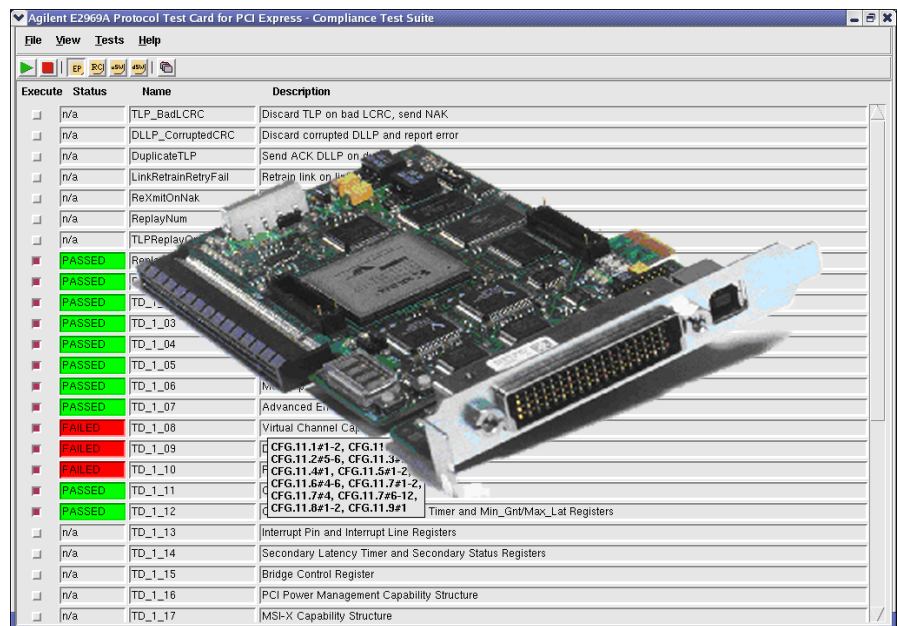 Agilent E2969A Protocol Test Card for PCI Express - Compliance Test Suite
File View Tests Help
EP RC
Execute Status Name Description
n/a TLP_BadLCRC Discard TLP on bad LCRC, send NAK
n/a DLLP_CorruptedCRC Discard corrupted DLLP and report error
n/a DuplicateTLP Send ACK DLLP on
n/a LinkRetrainRetryFail Retrain link on
n/a ReXmitOnNak
n/a ReplayNum
n/a
PASSED
PASSED
PASSED
PASSED TD_1_03
PASSED TD_1_04
PASSED TD_1_05
PASSED TD_1_06
PASSED TD_1_07 Advanced
FAILED TD_1_08 Virtual Channel
FAILED TD_1_09
FAILED TD_1_10
PASSED TD_1_11
PASSED TD_1_12 Timer and Min_Gnt/Max_Lat Registers
CFG.11.1#1-2, CFG.11
CFG.11.2#5-6, CFG.11.3#
CFG.11.4#1, CFG.11.5#1-2,
CFG.11.6#4-6, CFG.11.7#1-2,
CFG.11.7#4, CFG.11.7#6-12,
CFG.11.8#1-2, CFG.11.9#1
n/a TD_1_13 Interrupt Pin and Interrupt Line Registers
n/a TD_1_14 Secondary Latency Timer and Secondary Status Registers
n/a TD_1_15 Bridge Control Register
n/a TD_1_16 PCI Power Management Capability Structure
n/a TD_1_17 MSI-X Capability Structure